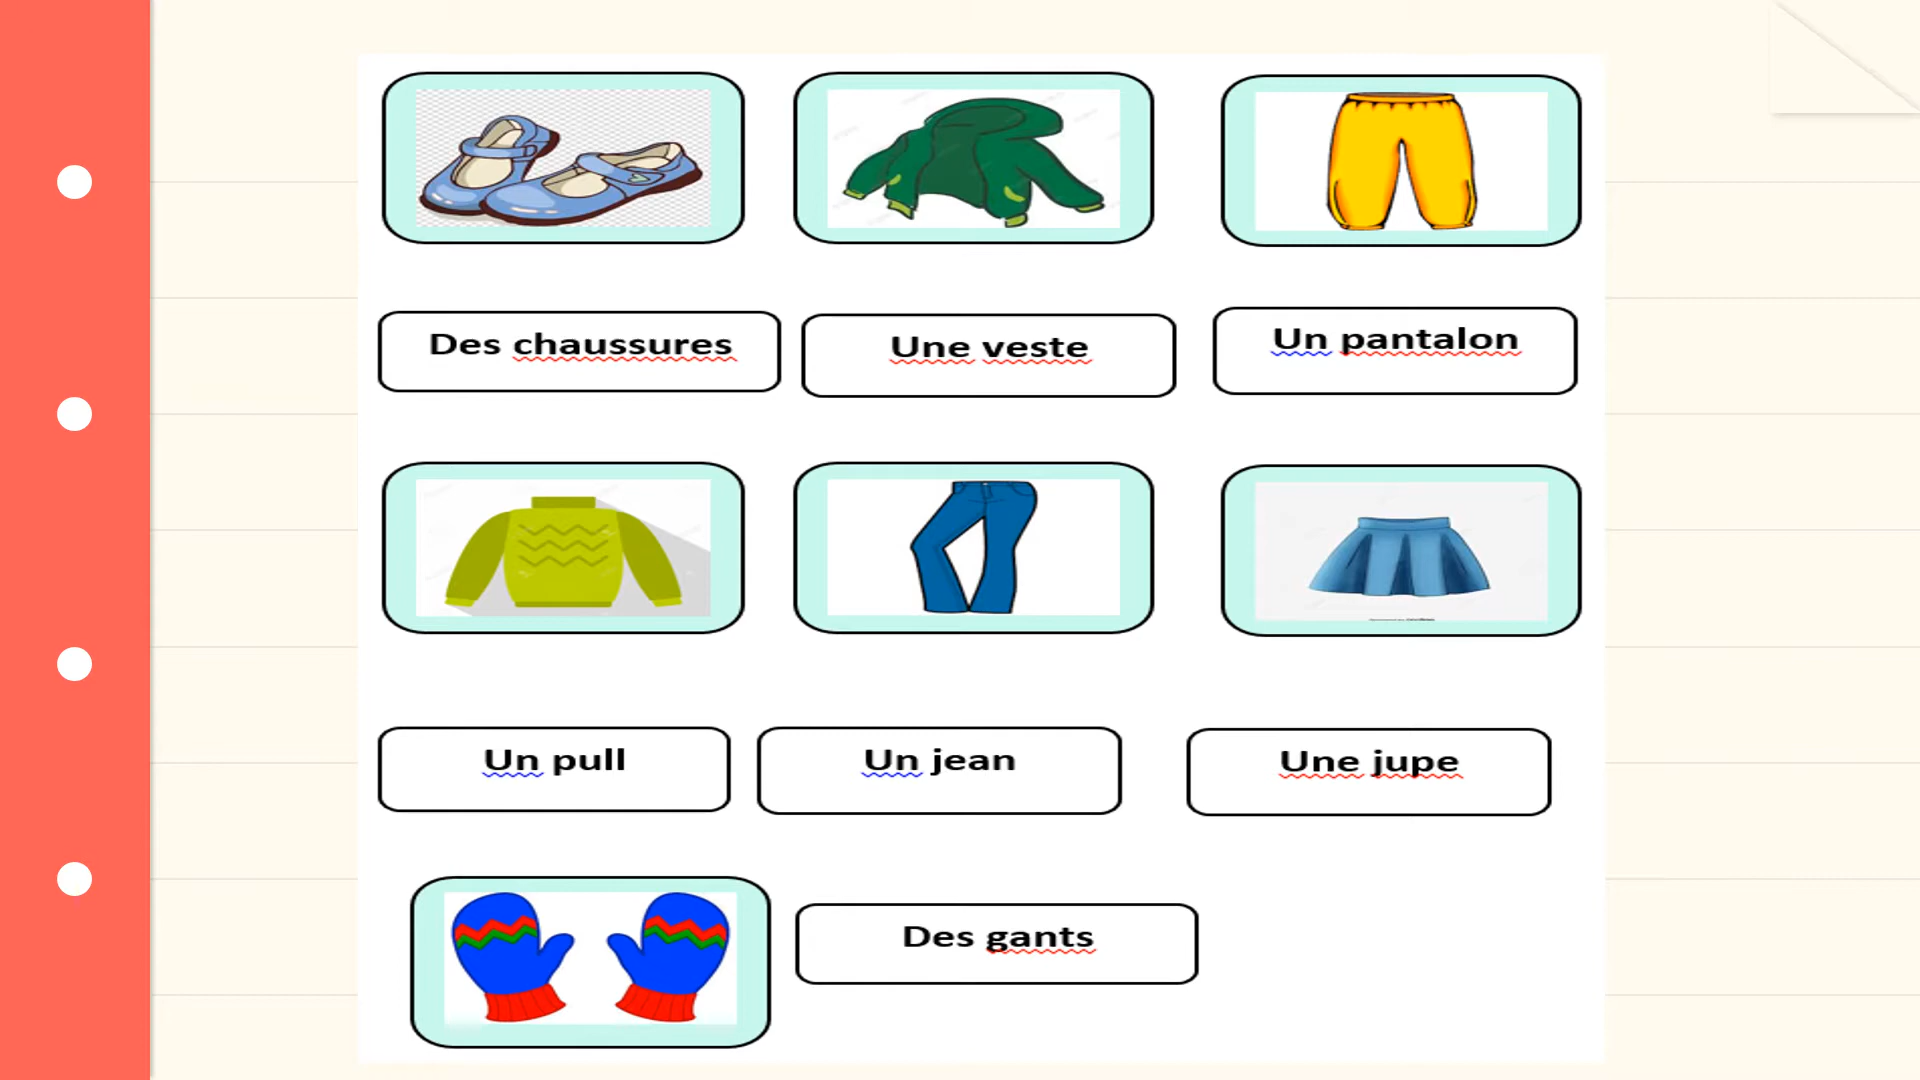 Des chaussures
Une veste
Un pantalon
Un pull
Un jean
Une jupe
Des gants